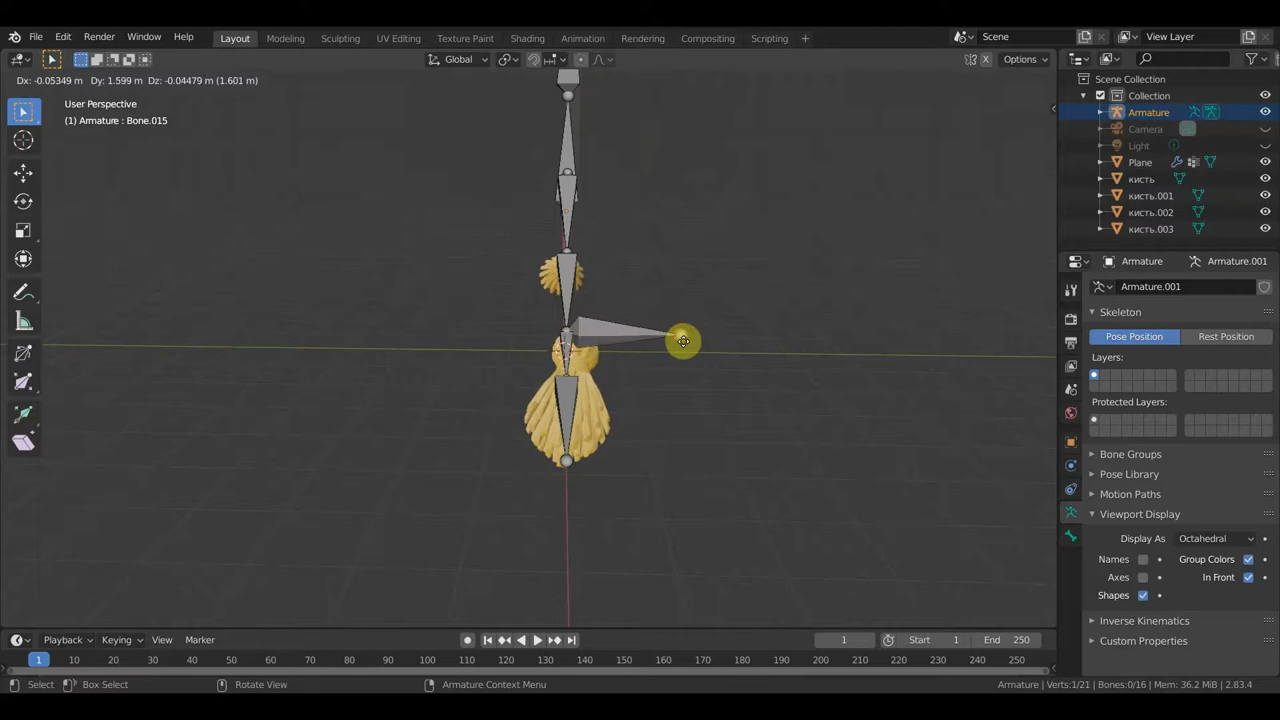 File Edit Render Window Help Layout Modeling Sculpting UV Editing Texture Paint Shading Animation Rendering Compositing Scripting + Scene View Layer
Global Options
Dx: -0.05349 m Dy: 1.599 m Dz: -0.04479 m (1.601 m)
User Perspective
(1) Armature : Bone.015
Scene Collection
Collection
Armature
Camera
Light
Plane
кисть
кисть.001
кисть.002
кисть.003
Armature Armature.001
Armature.001
Skeleton
Pose Position Rest Position
Layers:
Protected Layers:
Bone Groups
Pose Library
Motion Paths
Viewport Display
Display As Octahedral
Names Group Colors
Axes In Front
Shapes
Inverse Kinematics
Custom Properties
Playback Keying View Marker 1 Start 1 End 250
1 10 20 30 40 50 60 70 80 90 100 110 120 130 140 150 160 170 180 190 200 210 220 230 240 250
Select Box Select Rotate View Armature Context Menu Armature | Verts:1/21 | Bones:0/16 | Mem: 36.2 MiB | 2.83.4